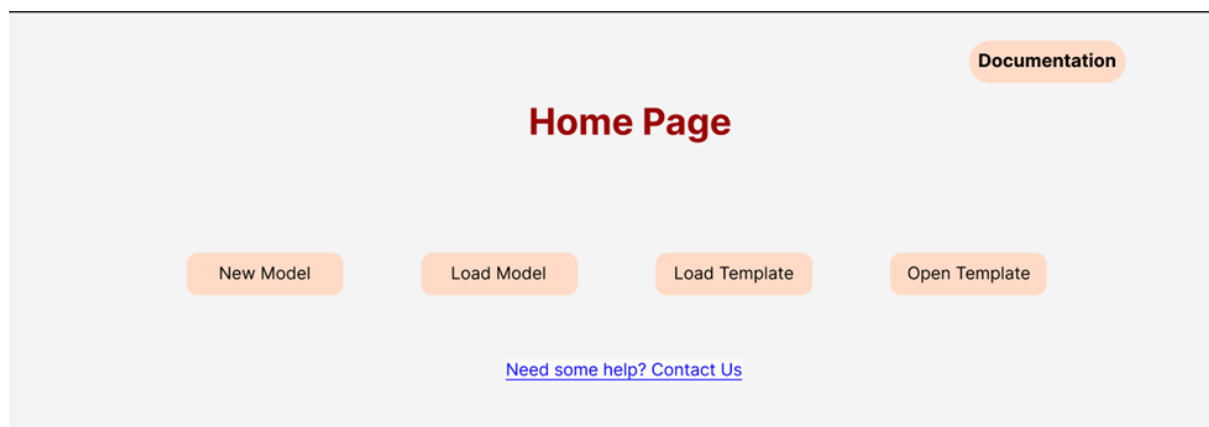 Documentation
Home Page
New Model
Load Model
Load Template
Open Template
Need some help? Contact Us